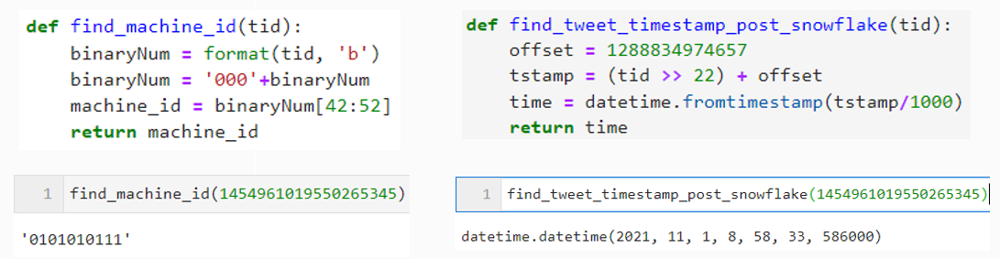 def find_machine_id(tid):
    binaryNum = format(tid, 'b')
    binaryNum = '000'+binaryNum
    machine_id = binaryNum[42:52]
    return machine_id
1 find_machine_id(1454961019550265345)
'0101010111'
def find_tweet_timestamp_post_snowflake(tid):
    offset = 1288834974657
    tstamp = (tid >> 22) + offset
    time = datetime.fromtimestamp(tstamp/1000)
    return time
1 find_tweet_timestamp_post_snowflake(1454961019550265345)
datetime.datetime(2021, 11, 1, 8, 58, 33, 586000)